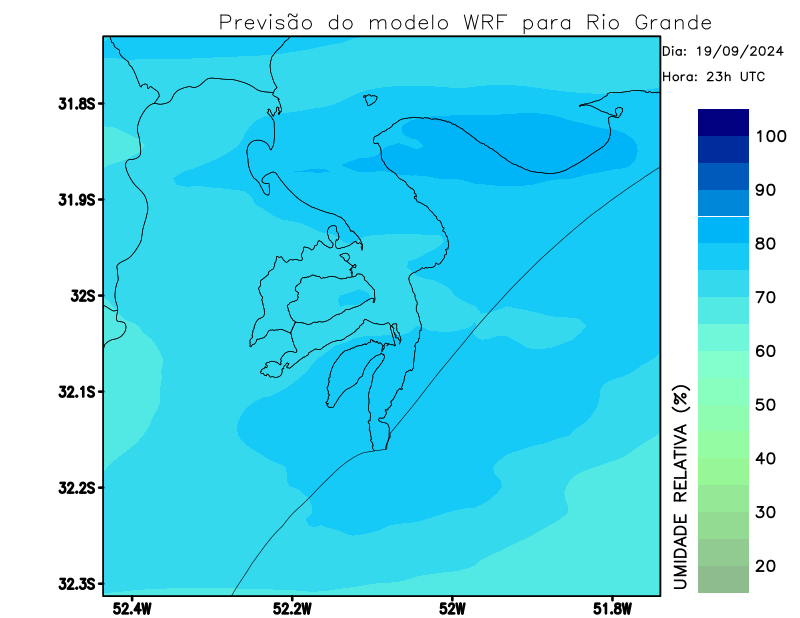 Previsão do modelo WRF para Rio Grande
Dia: 19/09/2024
Hora: 23h UTC
31.8S
31.9S
32S
32.1S
32.2S
32.3S
52.4W
52.2W
52W
51.8W
100
90
80
70
60
50
40
30
20
UMIDADE RELATIVA (%)